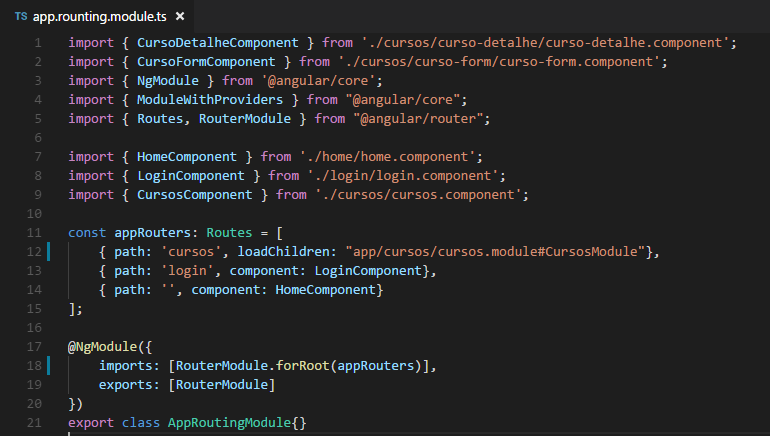 TS app.rounting.module.ts ×
1 import { CursoDetalheComponent } from './cursos/curso-detalhe/curso-detalhe.component';
2 import { CursoFormComponent } from './cursos/curso-form/curso-form.component';
3 import { NgModule } from '@angular/core';
4 import { ModuleWithProviders } from "@angular/core";
5 import { Routes, RouterModule } from "@angular/router";
6
7 import { HomeComponent } from './home/home.component';
8 import { LoginComponent } from './login/login.component';
9 import { CursosComponent } from './cursos/cursos.component';
10
11 const appRouters: Routes = [
12     { path: 'cursos', loadChildren: "app/cursos/cursos.module#CursosModule"},
13     { path: 'login', component: LoginComponent},
14     { path: '', component: HomeComponent}
15 ];
16
17 @NgModule({
18     imports: [RouterModule.forRoot(appRouters)],
19     exports: [RouterModule]
20 })
21 export class AppRoutingModule{}